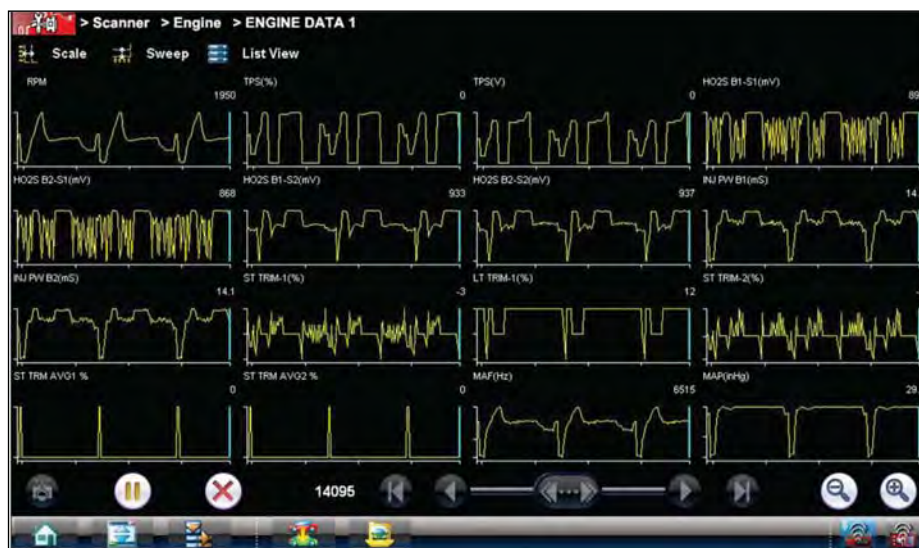 > Scanner > Engine > ENGINE DATA 1
Scale Sweep List View
RPM TPS(%) TPS(V) HO2S B1-S1(mV)
1950 0 0 89
HO2S B2-S1(mV) HO2S B1-S2(mV) HO2S B2-S2(mV) INJ PW B1(mS)
868 933 937 14.
INJ PW B2(mS) ST TRIM-1(%) LT TRIM-1(%) ST TRIM-2(%)
14.1 -3 12
ST TRM AVG1 % ST TRM AVG2 % MAF(Hz) MAP(inHg)
0 0 6515 29.
14095